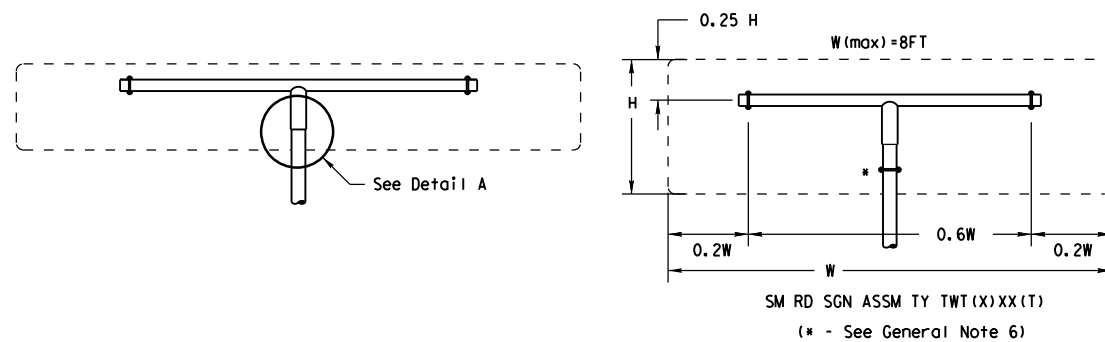 See Detail A
0.25 H
W(max)=8FT
H
*
0.2W
0.6W
0.2W
W
SM RD SGN ASSM TY TWT(X)XX(T)
(* - See General Note 6)